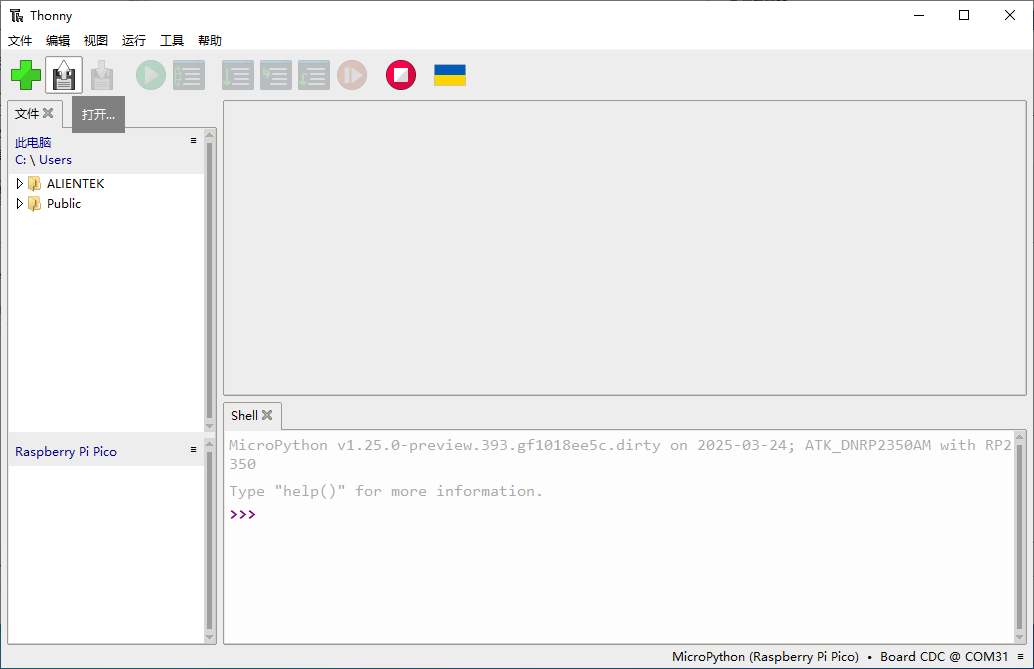 Thonny
文件 编辑 视图 运行 工具 帮助
文件
打开...
此电脑
C: \ Users
ALIENTEK
Public
Raspberry Pi Pico
Shell
MicroPython v1.25.0-preview.393.gf1018ee5c.dirty on 2025-03-24; ATK_DNRP2350AM with RP2
350
Type "help()" for more information.
>>>
MicroPython (Raspberry Pi Pico) • Board CDC @ COM31 ≡